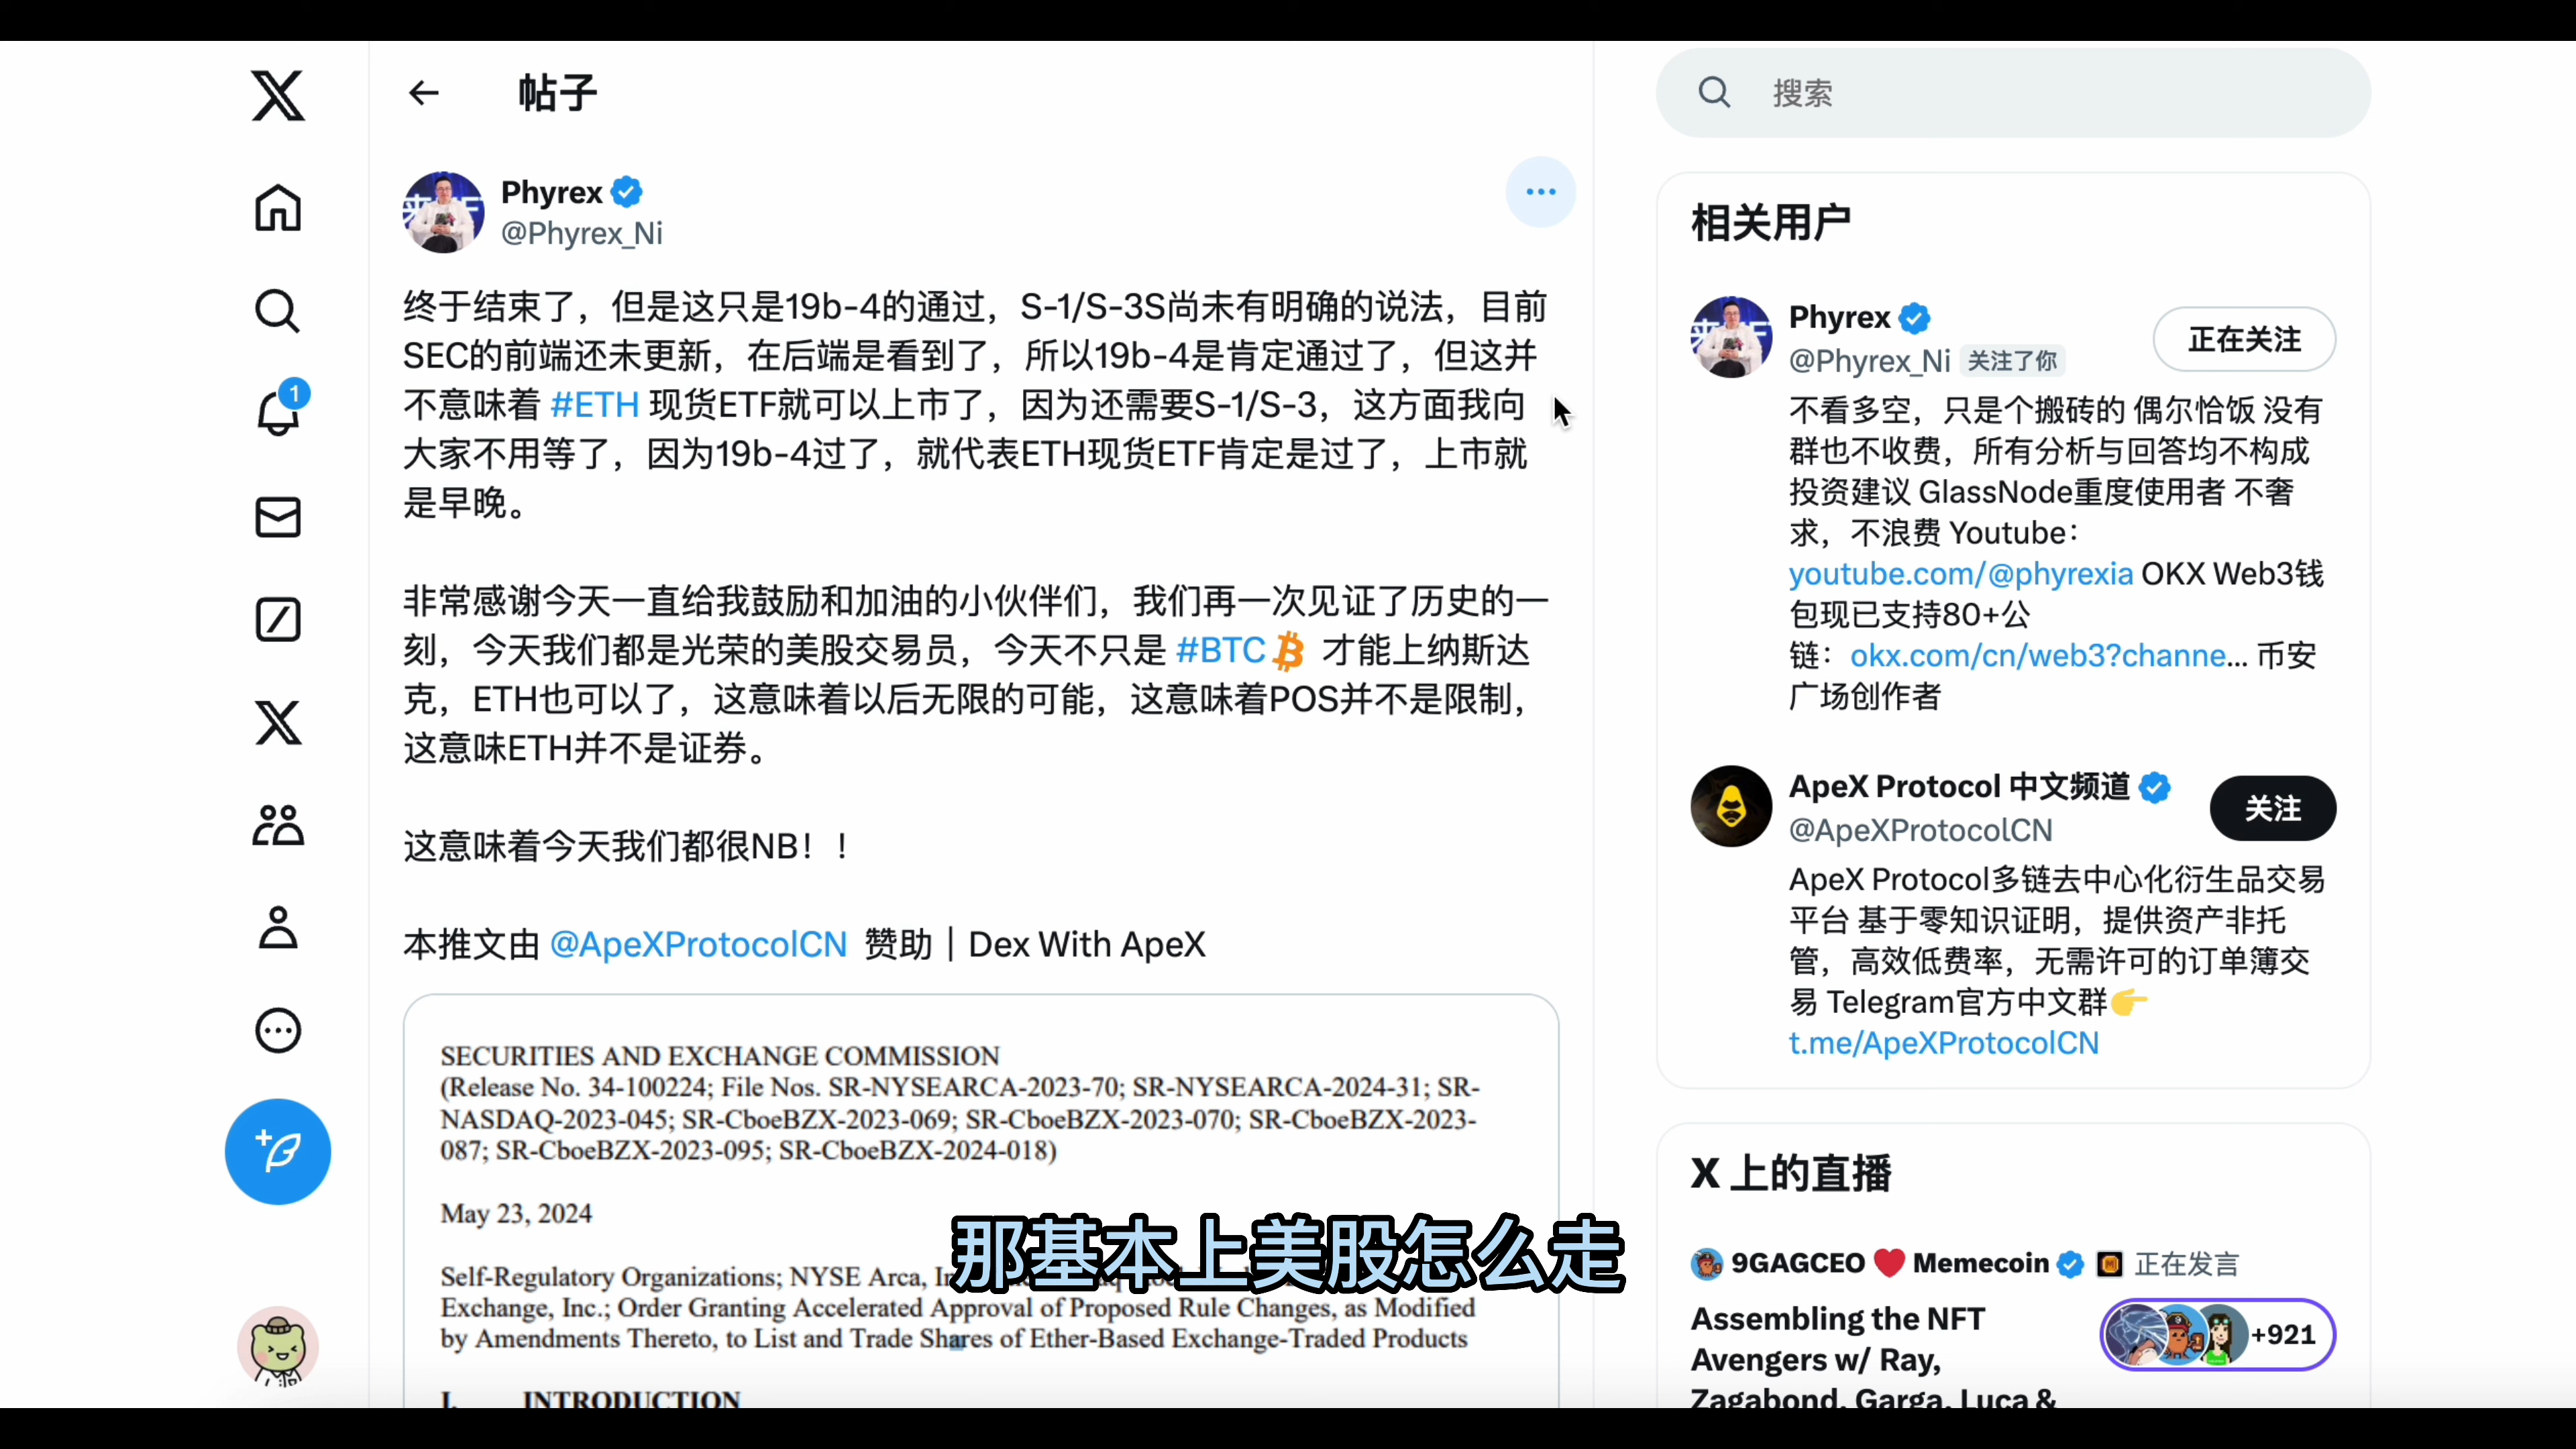 帖子
Phyrex
@Phyrex_Ni
终于结束了，但是这只是19b-4的通过，S-1/S-3S尚未有明确的说法，目前
SEC的前端还未更新，在后端是看到了，所以19b-4是肯定通过了，但这并
不意味着 #ETH 现货ETF就可以上市了，因为还需要S-1/S-3，这方面我向
大家不用等了，因为19b-4过了，就代表ETH现货ETF肯定是过了，上市就
是早晚。
非常感谢今天一直给我鼓励和加油的小伙伴们，我们再一次见证了历史的一
刻，今天我们都是光荣的美股交易员，今天不只是 #BTC 才能上纳斯达
克，ETH也可以了，这意味着以后无限的可能，这意味着POS并不是限制，
这意味ETH并不是证券。
这意味着今天我们都很NB！！
本推文由 @ApeXProtocolCN 赞助｜Dex With ApeX
SECURITIES AND EXCHANGE COMMISSION
(Release No. 34-100224; File Nos. SR-NYSEARCA-2023-70; SR-NYSEARCA-2024-31; SR-
NASDAQ-2023-045; SR-CboeBZX-2023-069; SR-CboeBZX-2023-070; SR-CboeBZX-2023-
087; SR-CboeBZX-2023-095; SR-CboeBZX-2024-018)
May 23, 2024
Self-Regulatory Organizations; NYSE Arca,
Exchange, Inc.; Order Granting Accelerated Approval of Proposed Rule Changes, as Modified
by Amendments Thereto, to List and Trade Shares of Ether-Based Exchange-Traded Products
I. INTRODUCTION
那基本上美股怎么走
1
搜索
相关用户
Phyrex
正在关注
@Phyrex_Ni 关注了你
不看多空，只是个搬砖的 偶尔恰饭 没有
群也不收费，所有分析与回答均不构成
投资建议 GlassNode重度使用者 不奢
求，不浪费 Youtube：
youtube.com/@phyrexia OKX Web3钱
包现已支持80+公
链：okx.com/cn/web3?channe... 币安
广场创作者
ApeX Protocol 中文频道
关注
@ApeXProtocolCN
ApeX Protocol多链去中心化衍生品交易
平台 基于零知识证明，提供资产非托
管，高效低费率，无需许可的订单簿交
易 Telegram官方中文群
t.me/ApeXProtocolCN
X 上的直播
9GAGCEO Memecoin 正在发言
Assembling the NFT
Avengers w/ Ray,
Zagabond, Garga, Luca &
+921